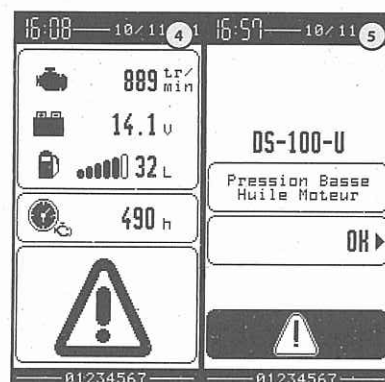 16:08 10/11 4 1
889 tr/min
14.1 V
32 L
490 h
01234567
16:57 10/11 5
DS-100-U
Pression Basse
Huile Moteur
OK
01234567